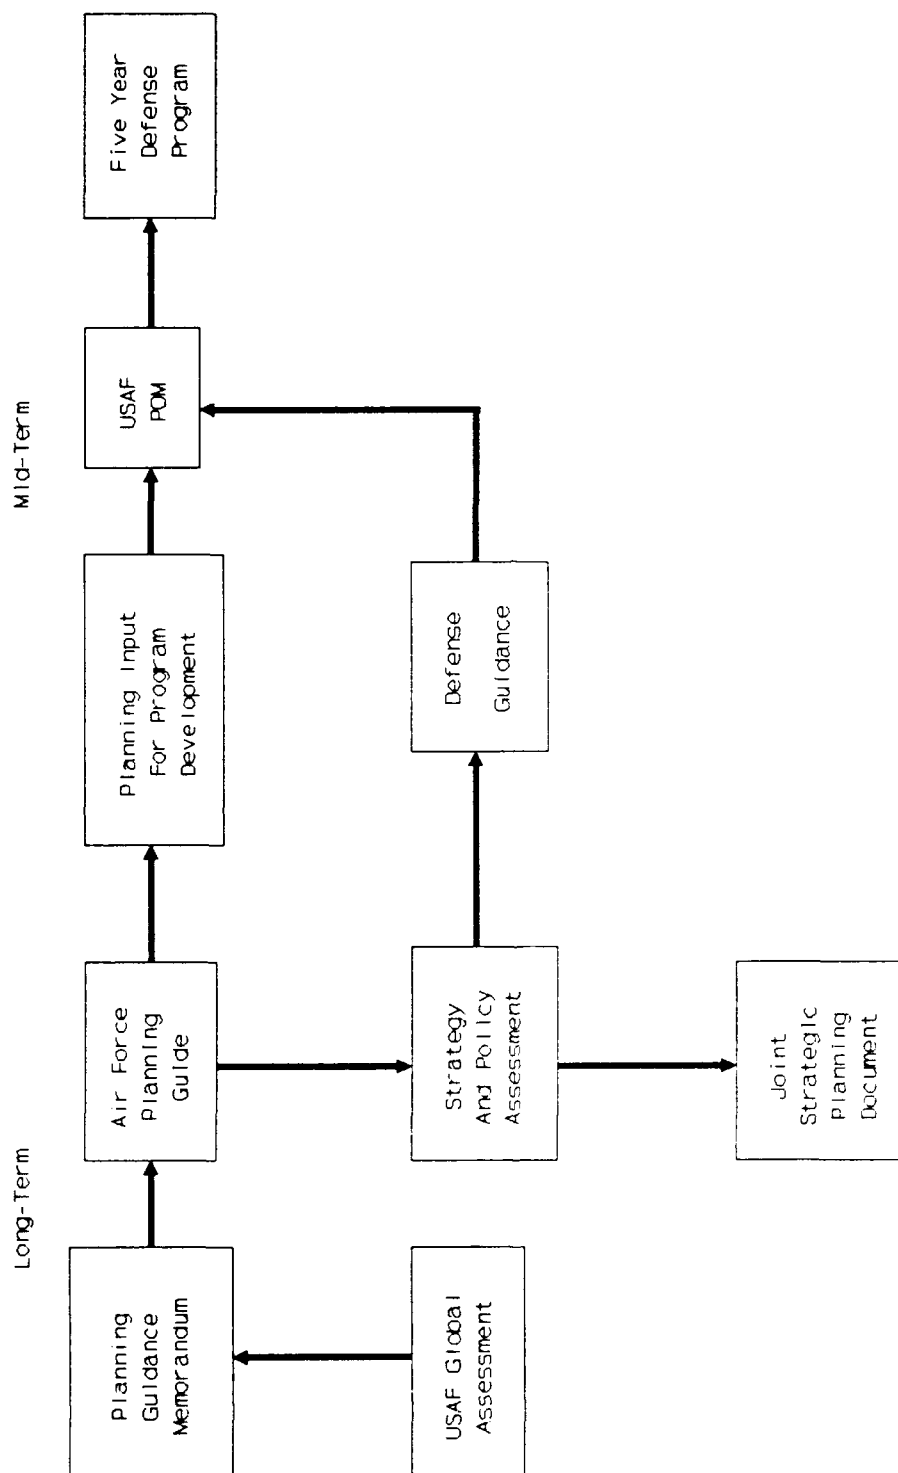 Long-Term
Mid-Term
Planning
Guidance
Memorandum
Air Force
Planning
Guide
Planning Input
For Program
Development
USAF
POM
Five Year
Defense
Program
USAF Global
Assessment
Strategy
And Policy
Assessment
Defense
Guidance
Joint
Strategic
Planning
Document